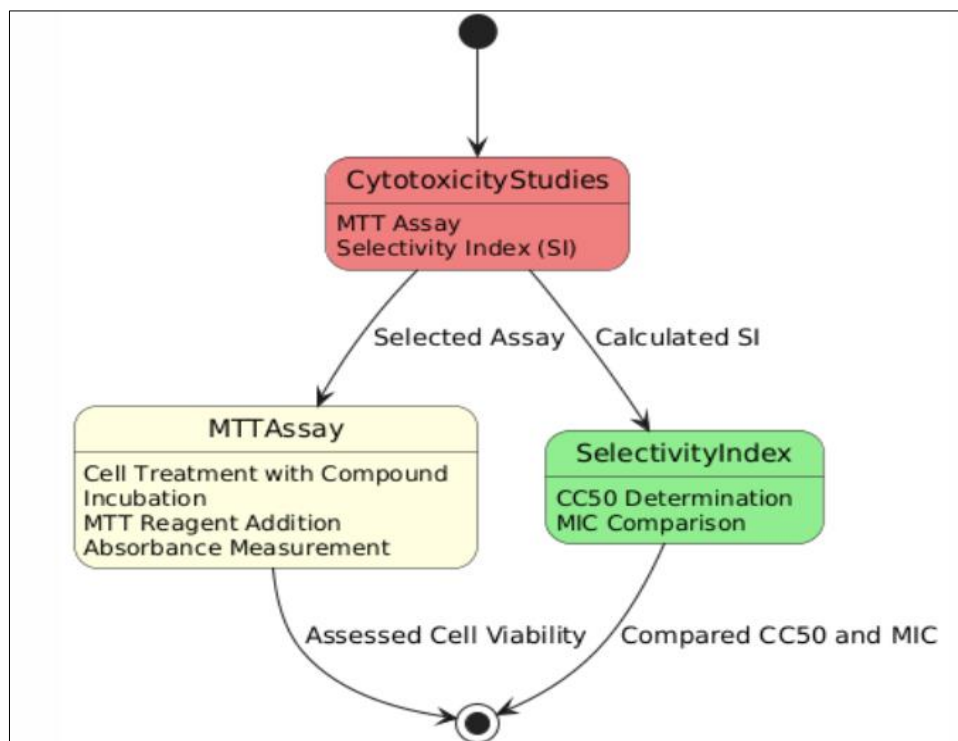 CytotoxicityStudies
MTT Assay
Selectivity Index (SI)
Selected Assay
Calculated SI
MTTAssay
Cell Treatment with Compound
Incubation
MTT Reagent Addition
Absorbance Measurement
SelectivityIndex
CC50 Determination
MIC Comparison
Assessed Cell Viability
Compared CC50 and MIC